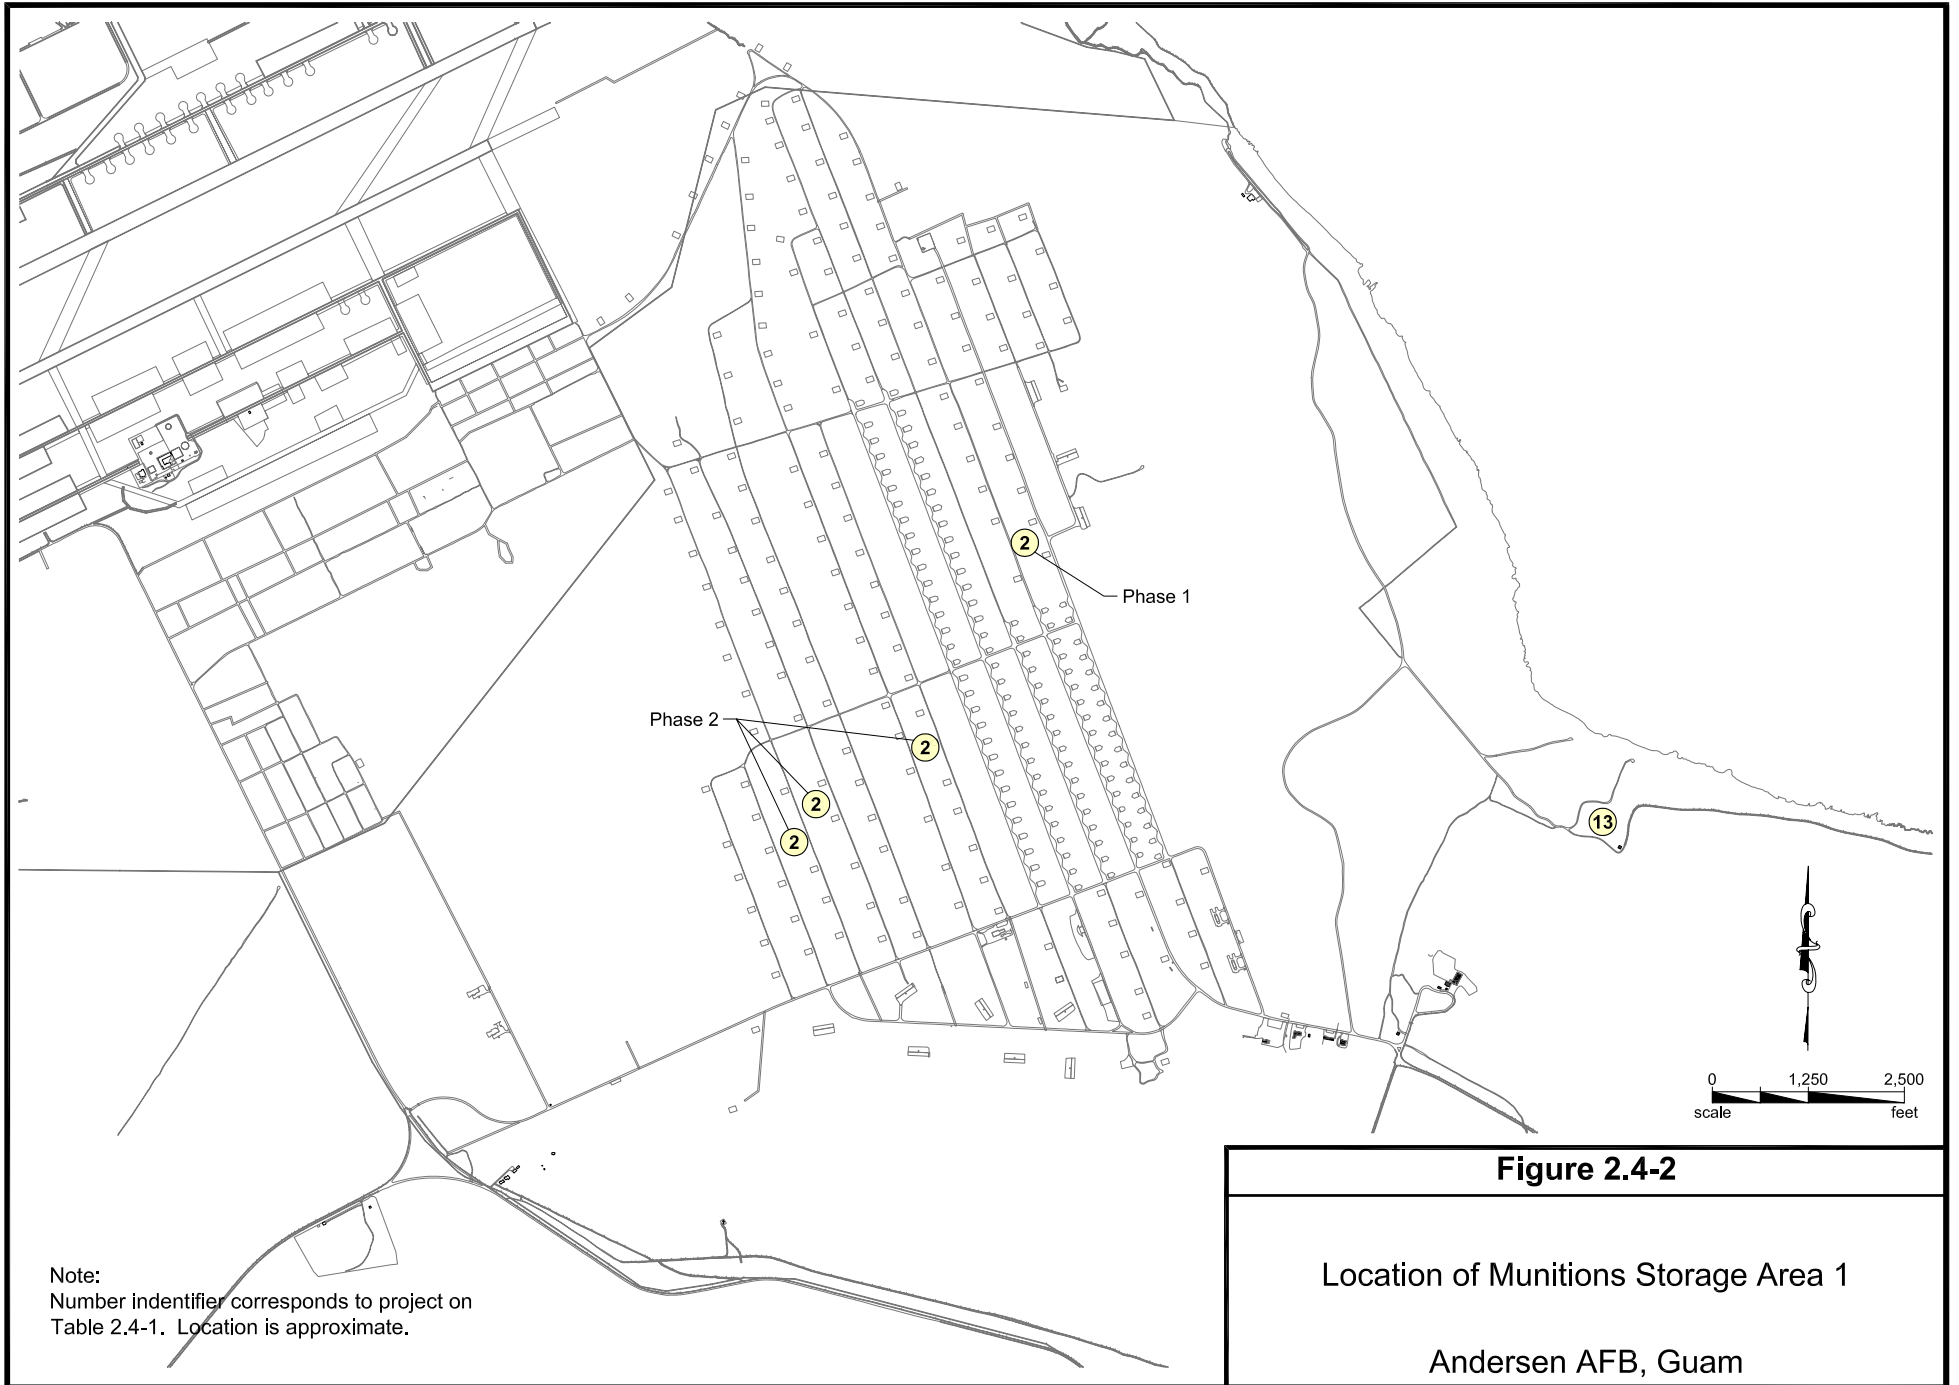 2
Phase 1
Phase 2
2
2
2
13
0 1,250 2,500
scale feet
Figure 2.4-2
Location of Munitions Storage Area 1
Andersen AFB, Guam
Note:
Number indentifier corresponds to project on
Table 2.4-1. Location is approximate.